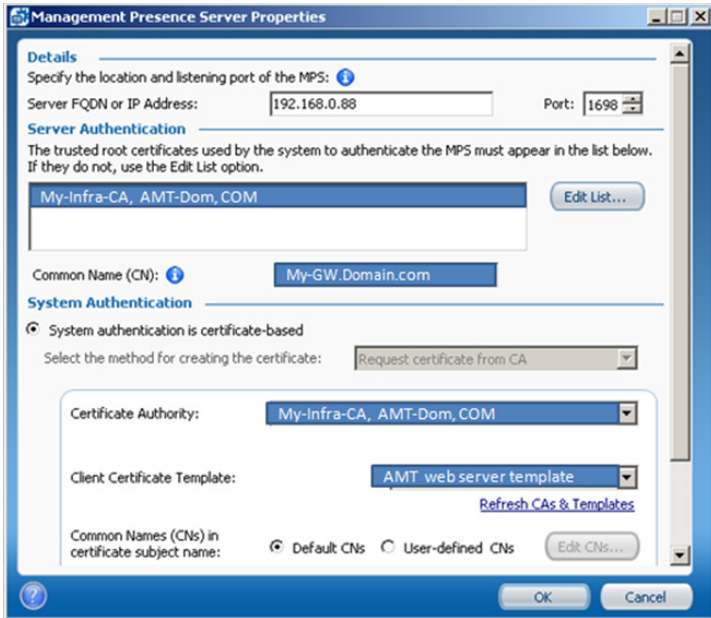 Management Presence Server Properties
Details
Specify the location and listening port of the MPS:
Server FQDN or IP Address: 192.168.0.88 Port: 1698
Server Authentication
The trusted root certificates used by the system to authenticate the MPS must appear in the list below.
If they do not, use the Edit List option.
My-Infra-CA, AMT-Dom, COM Edit List...
Common Name (CN): My-GW.Domain.com
System Authentication
System authentication is certificate-based
Select the method for creating the certificate: Request certificate from CA
Certificate Authority: My-Infra-CA, AMT-Dom, COM
Client Certificate Template: AMT web server template
Refresh CAs & Templates
Common Names (CNs) in
certificate subject name: Default CNs User-defined CNs Edit CNs...
OK Cancel